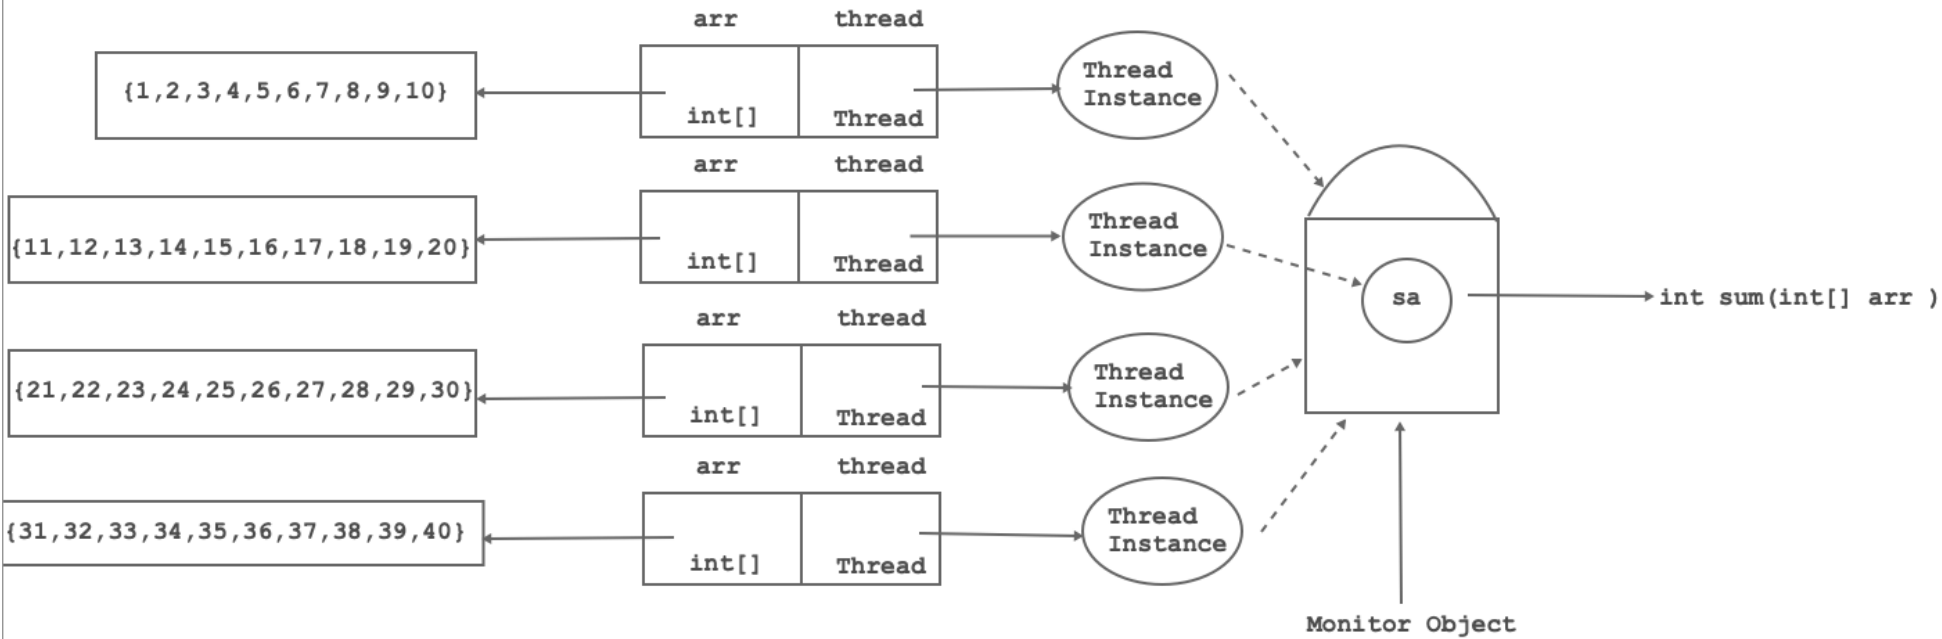 arr thread
{1,2,3,4,5,6,7,8,9,10}
int[] Thread
Thread
Instance
arr thread
{11,12,13,14,15,16,17,18,19,20}
int[] Thread
Thread
Instance
sa
int sum(int[] arr )
arr thread
{21,22,23,24,25,26,27,28,29,30}
int[] Thread
Thread
Instance
arr thread
{31,32,33,34,35,36,37,38,39,40}
int[] Thread
Thread
Instance
Monitor Object